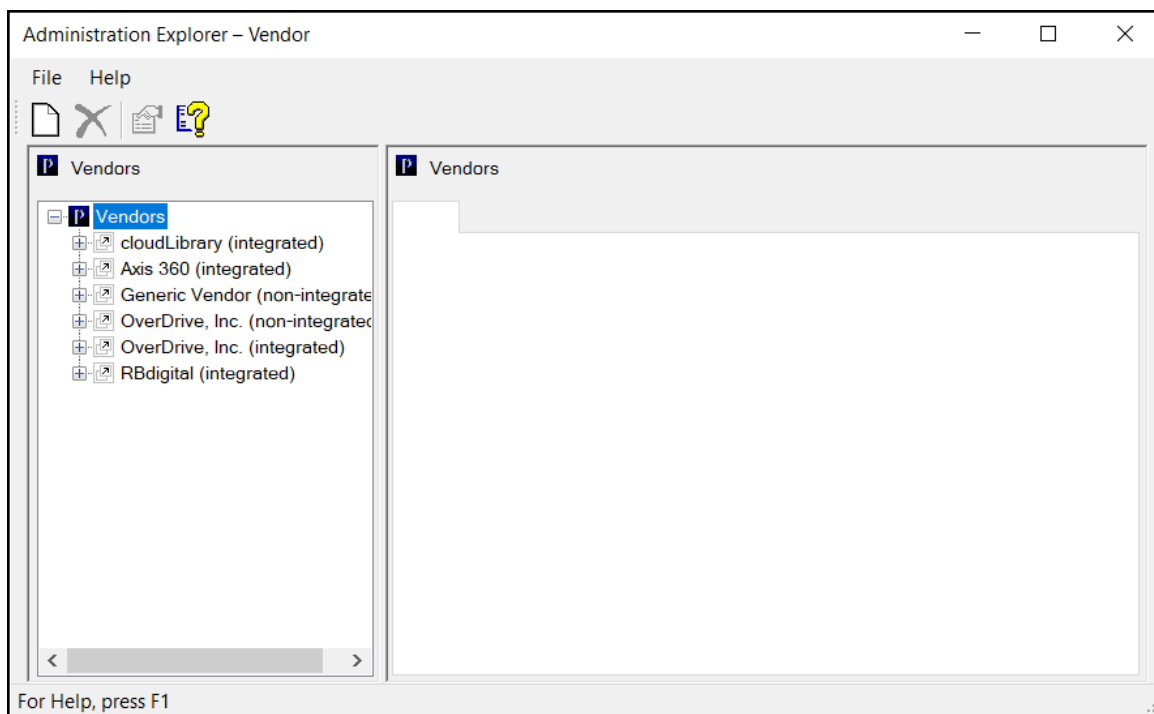 Administration Explorer – Vendor
File Help
Vendors
Vendors
Vendors
cloudLibrary (integrated)
Axis 360 (integrated)
Generic Vendor (non-integrate
OverDrive, Inc. (non-integrated
OverDrive, Inc. (integrated)
RBdigital (integrated)
For Help, press F1